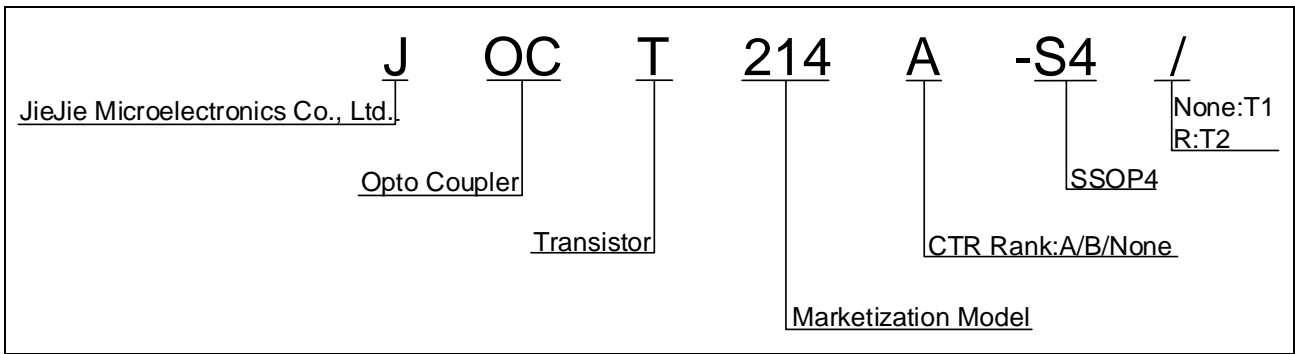 J OC T 214 A -S4 /
JieJie Microelectronics Co., Ltd.
None:T1
R:T2
Opto Coupler
SSOP4
Transistor
CTR Rank:A/B/None
Marketization Model